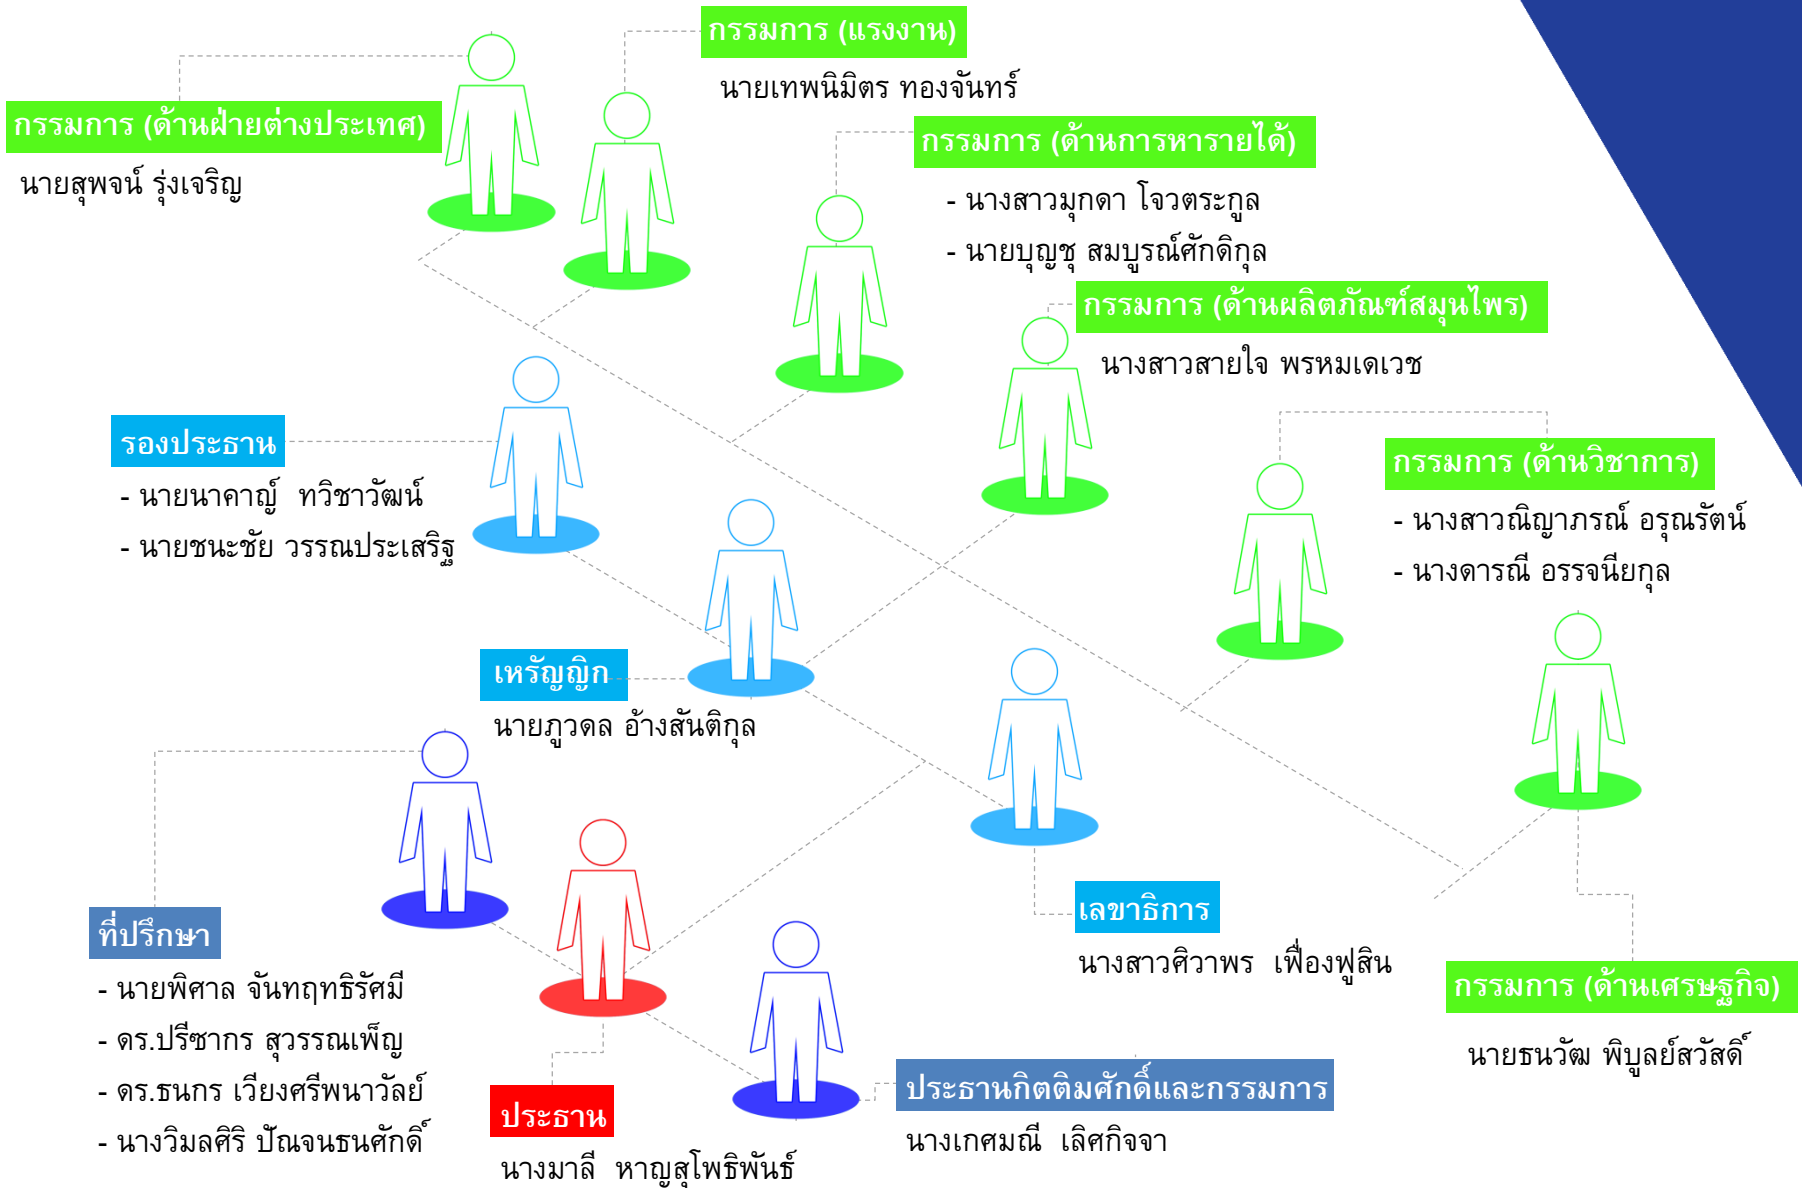 กรรมการ (แรงงาน)
นายเทพนิมิตร ทองจันทร์
กรรมการ (ด้านฝ่ายต่างประเทศ)
นายสุพจน์ รุ่งเจริญ
กรรมการ (ด้านการหารายได้)
- นางสาวมุกดา โจวตระกูล
- นายบุญชุ สมบูรณ์ศักดิกุล
กรรมการ (ด้านผลิตภัณฑ์สมุนไพร)
นางสาวสายใจ พรหมเดเวช
รองประธาน
- นายนาคาญ์ ทวิชาวัฒน์
- นายชนะชัย วรรณประเสริฐ
กรรมการ (ด้านวิชาการ)
- นางสาวณิญาภรณ์ อรุณรัตน์
- นางดารณี อรรจนียกุล
เหรัญญิก
นายภูวดล อ้างสันติกุล
เลขาธิการ
นางสาวศิวาพร เฟื่องฟูสิน
ที่ปรึกษา
- นายพิศาล จันทฤทธิรัศมี
- ดร.ปรีชากร สุวรรณเพ็ญ
- ดร.ธนกร เวียงศรีพนาวัลย์
- นางวิมลศิริ ปัณจนธนศักดิ์
กรรมการ (ด้านเศรษฐกิจ)
นายธนวัฒ พิบูลย์สวัสดิ์
ประธาน
นางมาลี หาญสุโพธิพันธ์
ประธานกิตติมศักดิ์และกรรมการ
นางเกศมณี เลิศกิจจา